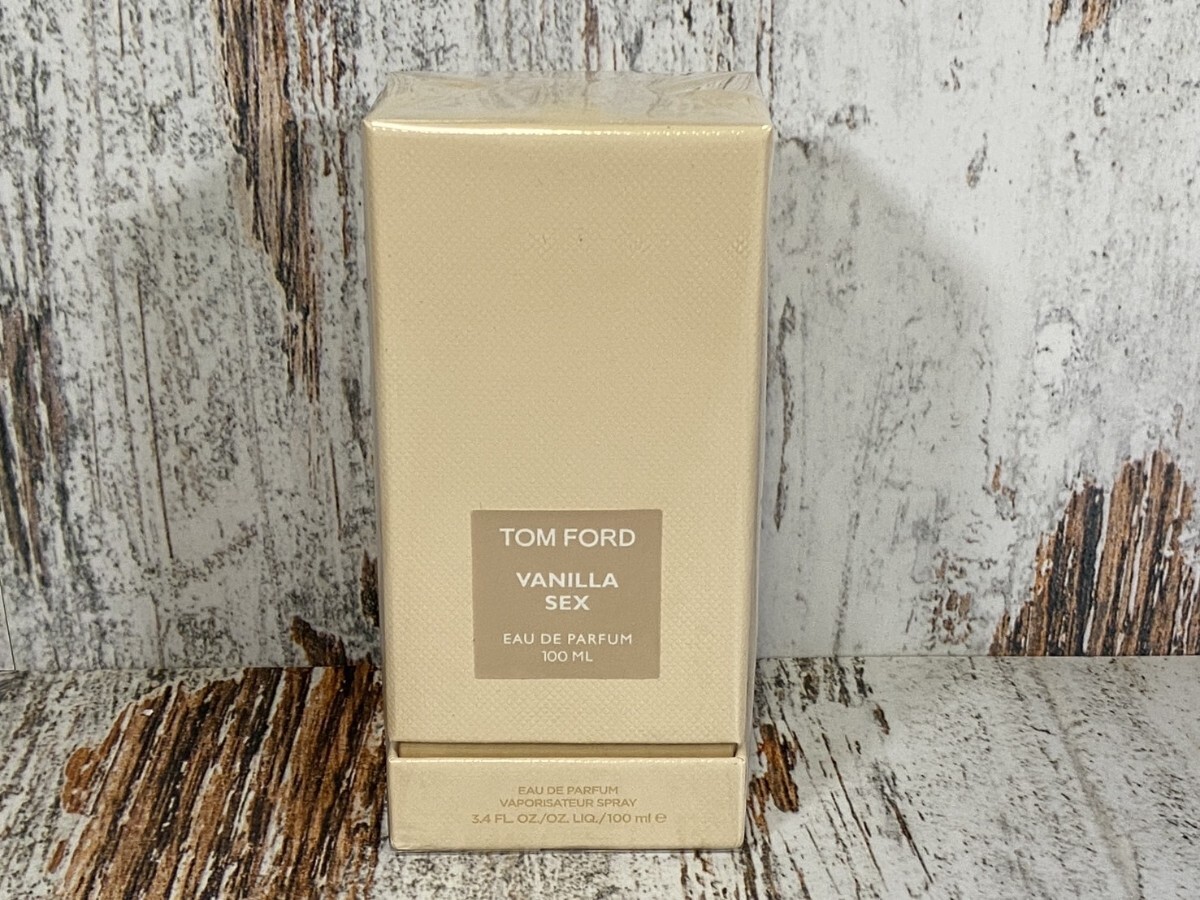 TOM FORD
VANILLA
SEX
EAU DE PARFUM
100 ML
EAU DE PARFUM
VAPORISATEUR SPRAY
3.4 FL. OZ./OZ. LIQ./100 ml ℮